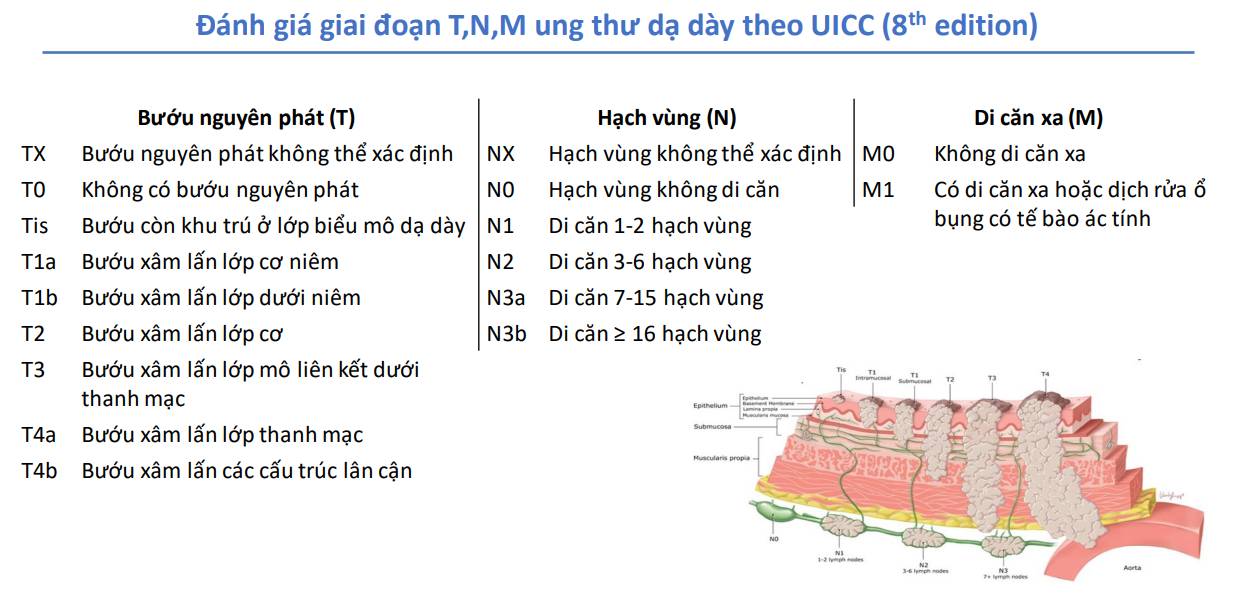 Đánh giá giai đoạn T,N,M ung thư dạ dày theo UICC (8th edition)
Bướu nguyên phát (T)
TX Bướu nguyên phát không thể xác định
T0 Không có bướu nguyên phát
Tis Bướu còn khu trú ở lớp biểu mô dạ dày
T1a Bướu xâm lấn lớp cơ niêm
T1b Bướu xâm lấn lớp dưới niêm
T2 Bướu xâm lấn lớp cơ
T3 Bướu xâm lấn lớp mô liên kết dưới
thanh mạc
T4a Bướu xâm lấn lớp thanh mạc
T4b Bướu xâm lấn các cấu trúc lân cận
Hạch vùng (N)
NX Hạch vùng không thể xác định
N0 Hạch vùng không di căn
N1 Di căn 1-2 hạch vùng
N2 Di căn 3-6 hạch vùng
N3a Di căn 7-15 hạch vùng
N3b Di căn ≥ 16 hạch vùng
Di căn xa (M)
M0 Không di căn xa
M1 Có di căn xa hoặc dịch rửa ổ
bụng có tế bào ác tính
Tis
T1
Intramucosal
T1
Submucosal
T2
T3
T4
Epithelium
Epithelium
Basement Membrane
Lamina propia
Muscularis mucosa
Submucosa
Muscularis propia
N0
N1
1-2 lymph nodes
N2
3-6 lymph nodes
N3
7+ lymph nodes
Aorta